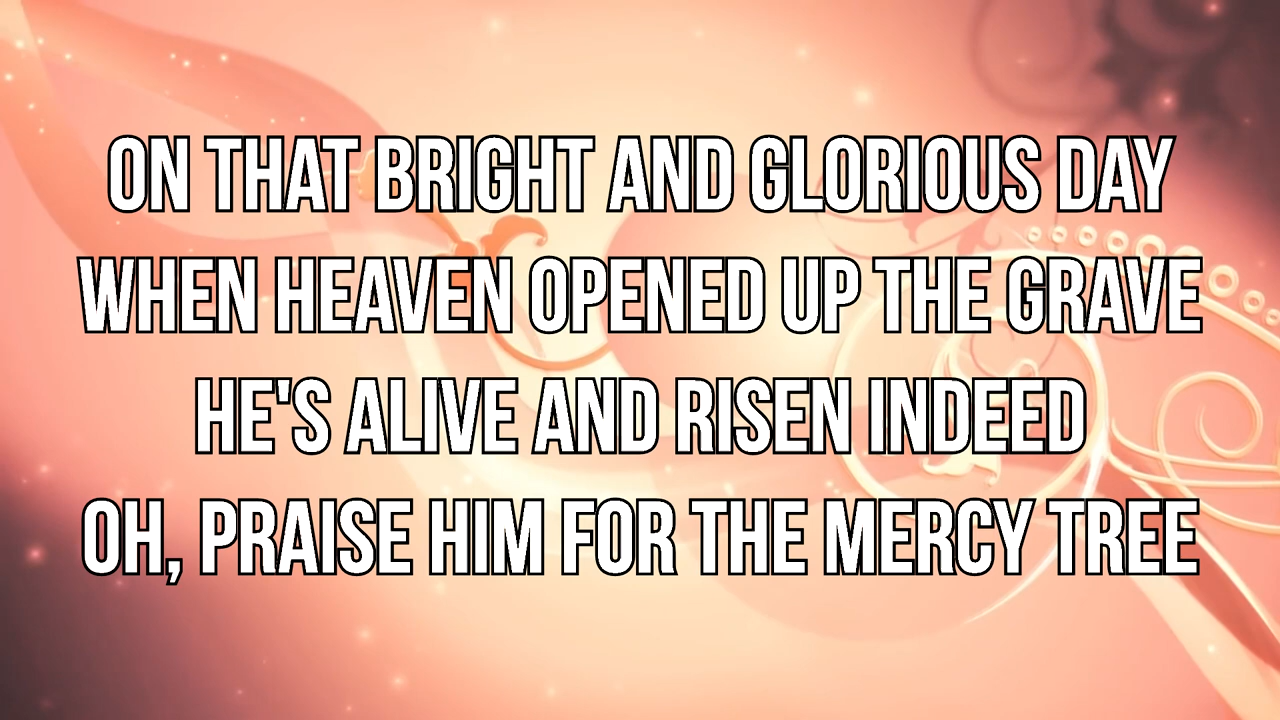 ON THAT BRIGHT AND GLORIOUS DAY
WHEN HEAVEN OPENED UP THE GRAVE
HE'S ALIVE AND RISEN INDEED
OH, PRAISE HIM FOR THE MERCY TREE